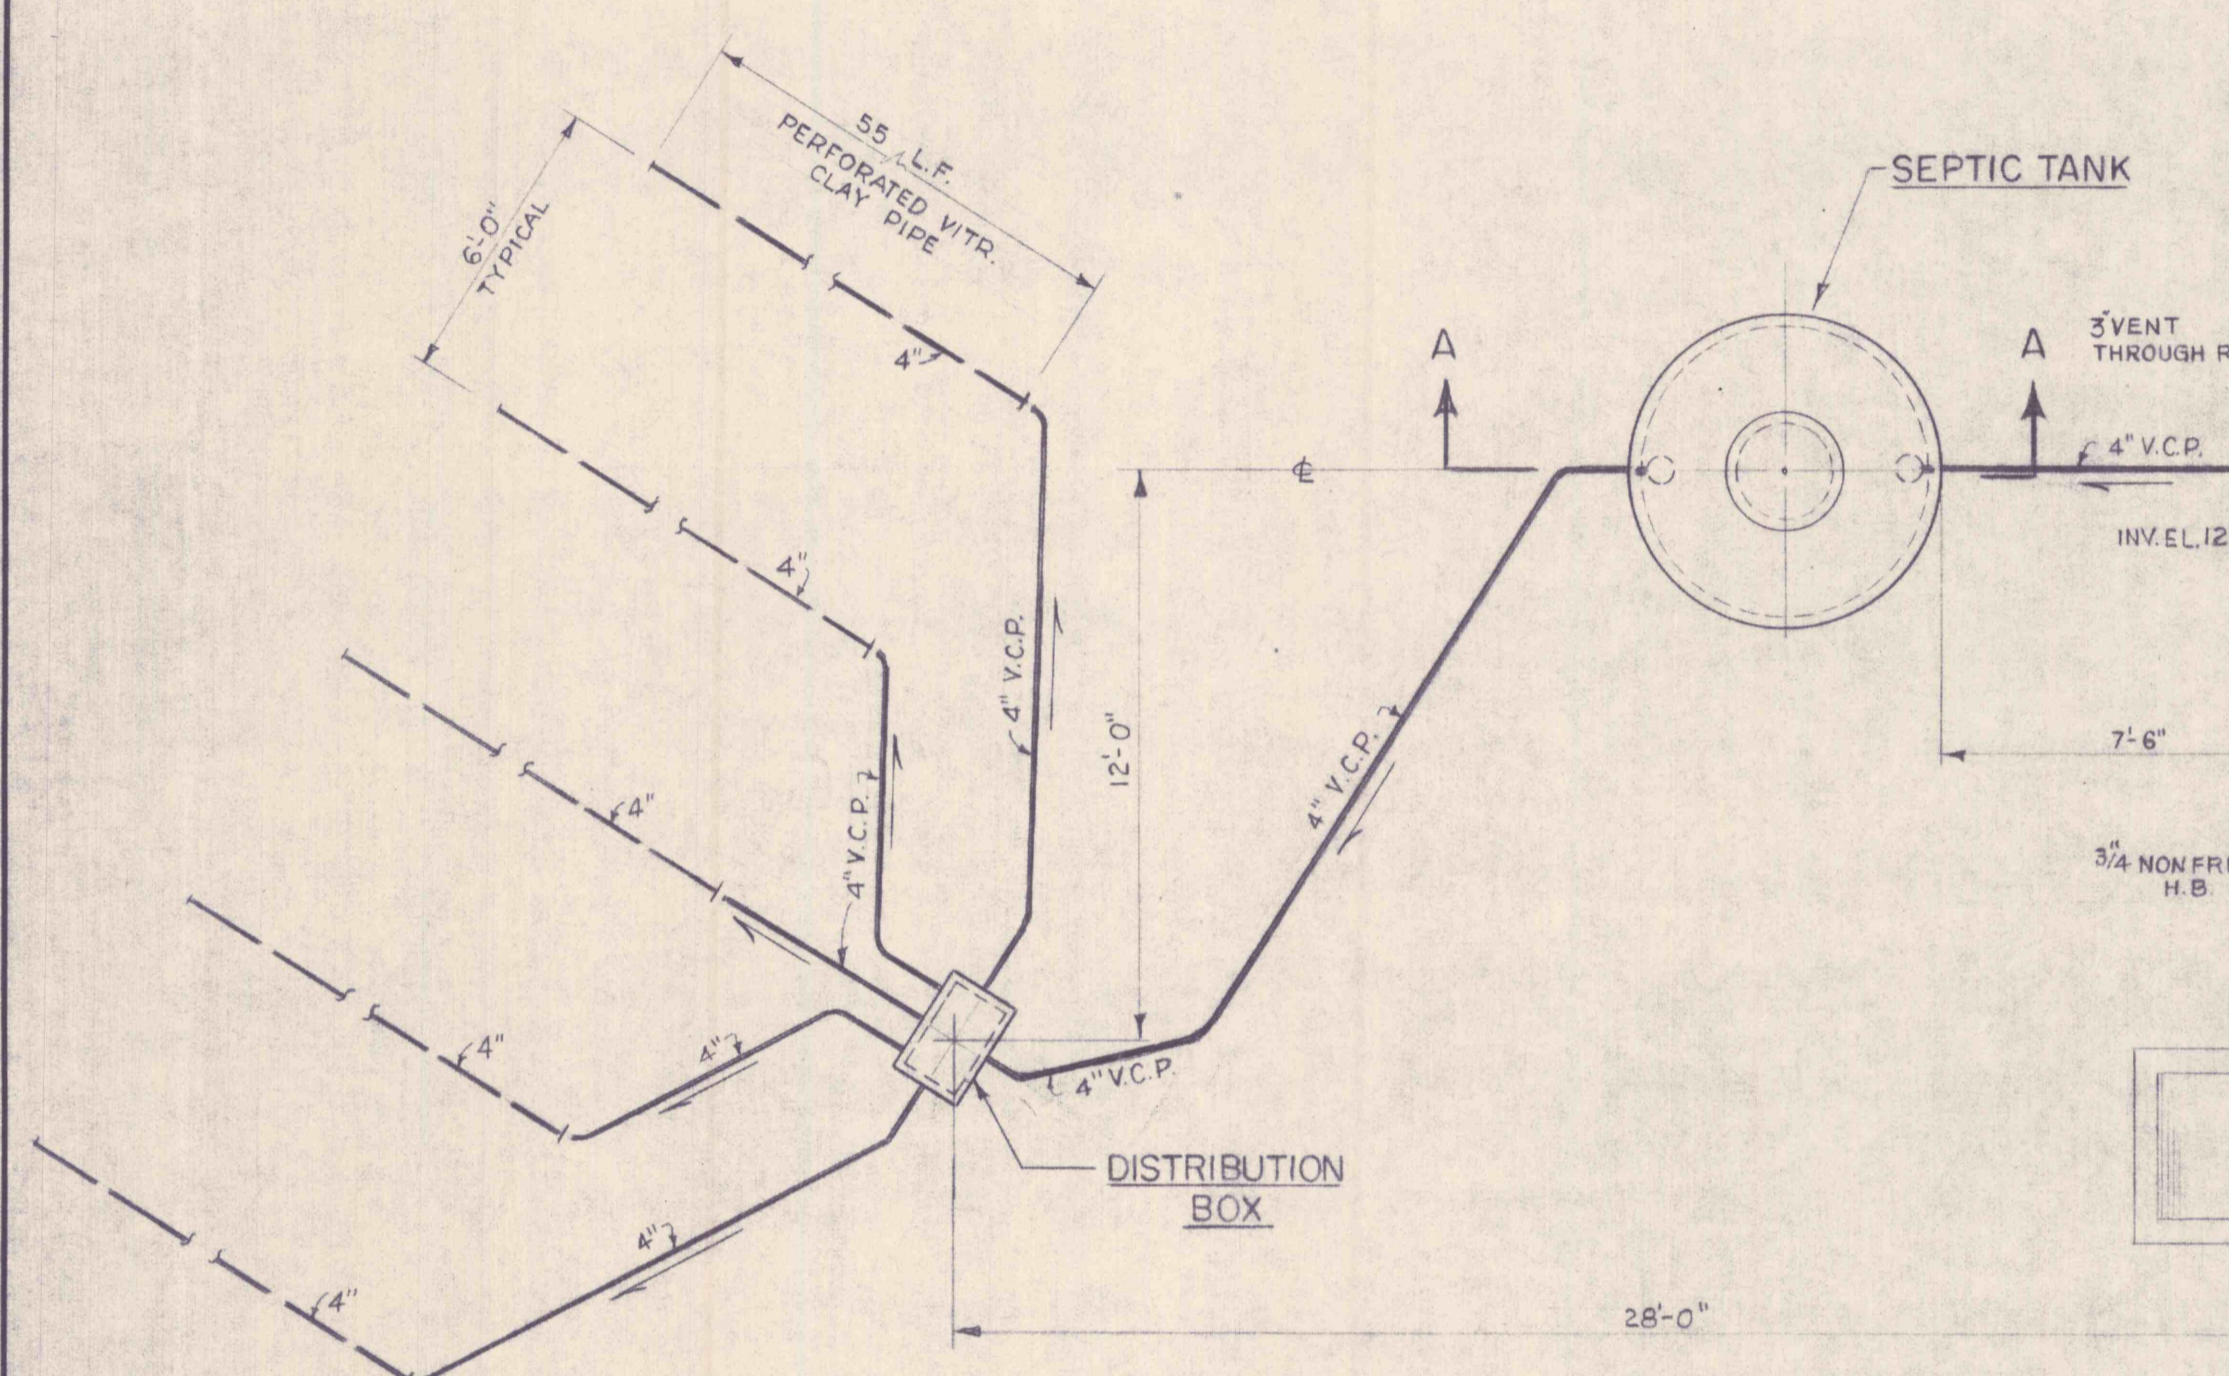 55 L.F.
PERFORATED VITR.
CLAY PIPE
6'-0"
TYPICAL
4"
SEPTIC TANK
A
A
3" VENT
THROUGH R
4" V.C.P.
INV. EL. 12
℄
4"
4" V.C.P.
12'-0"
4" V.C.P.
7'-6"
4"
4" V.C.P.
3/4" NON FRE
H.B.
4"
4"
4" V.C.P.
DISTRIBUTION
BOX
4"
4"
28'-0"